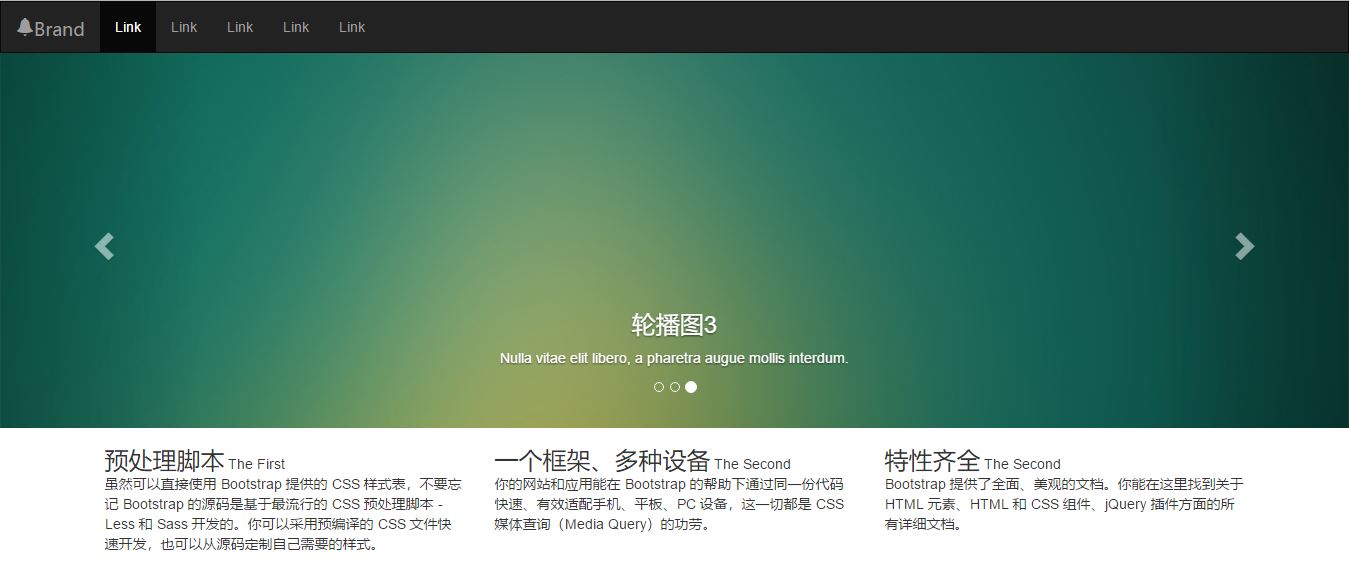 Brand Link Link Link Link Link
轮播图3
Nulla vitae elit libero, a pharetra augue mollis interdum.
预处理脚本 The First
虽然可以直接使用 Bootstrap 提供的 CSS 样式表，不要忘
记 Bootstrap 的源码是基于最流行的 CSS 预处理脚本 -
Less 和 Sass 开发的。你可以采用预编译的 CSS 文件快
速开发，也可以从源码定制自己需要的样式。
一个框架、多种设备 The Second
你的网站和应用能在 Bootstrap 的帮助下通过同一份代码
快速、有效适配手机、平板、PC 设备，这一切都是 CSS
媒体查询（Media Query）的功劳。
特性齐全 The Second
Bootstrap 提供了全面、美观的文档。你能在这里找到关于
HTML 元素、HTML 和 CSS 组件、jQuery 插件方面的所
有详细文档。